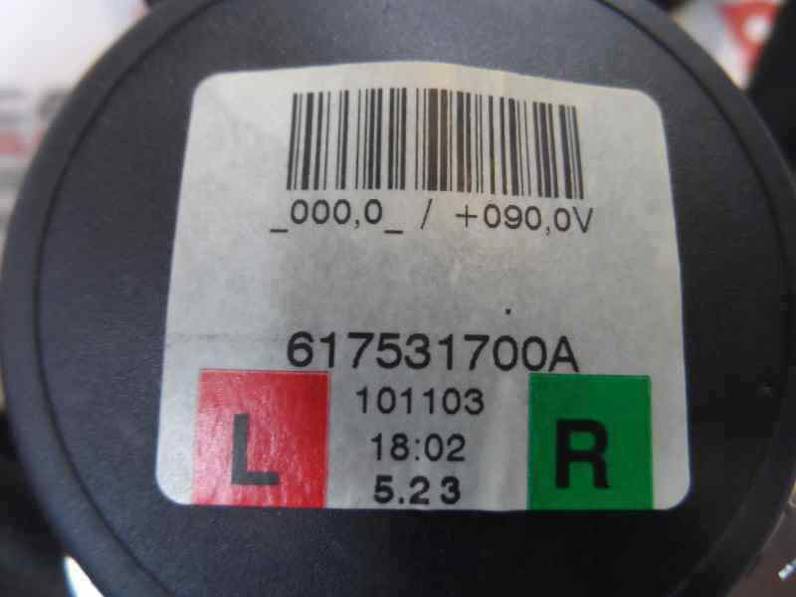 _000,0_ / +090,0V
617531700A
101103
18:02
5.23
L
R